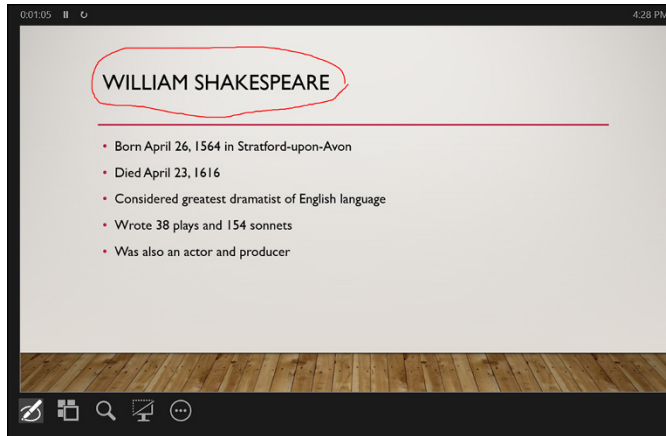 0:01:05
4:28 PM
WILLIAM SHAKESPEARE
• Born April 26, 1564 in Stratford-upon-Avon
• Died April 23, 1616
• Considered greatest dramatist of English language
• Wrote 38 plays and 154 sonnets
• Was also an actor and producer